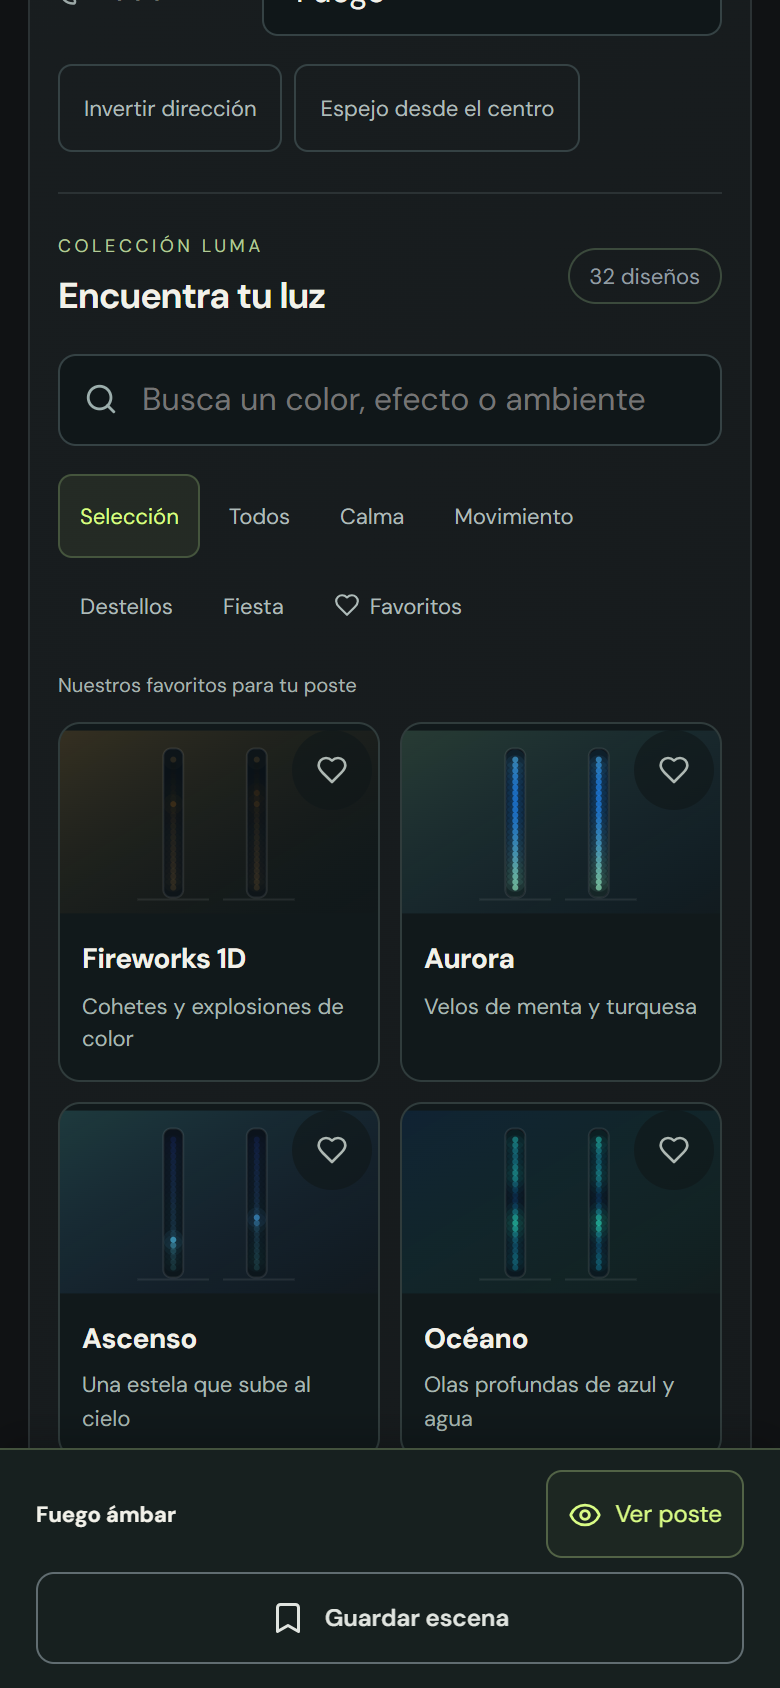 Fuego
Invertir dirección
Espejo desde el centro
COLECCIÓN LUMA
Encuentra tu luz
32 diseños
Busca un color, efecto o ambiente
Selección
Todos
Calma
Movimiento
Destellos
Fiesta
Favoritos
Nuestros favoritos para tu poste
Fireworks 1D
Cohetes y explosiones de
color
Aurora
Velos de menta y turquesa
Ascenso
Una estela que sube al
cielo
Océano
Olas profundas de azul y
agua
Fuego ámbar
Ver poste
Guardar escena